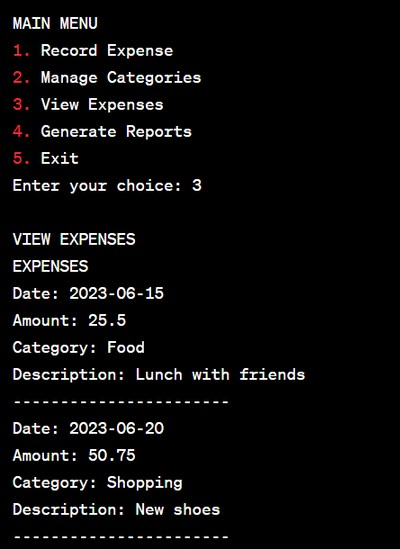 MAIN MENU
1. Record Expense
2. Manage Categories
3. View Expenses
4. Generate Reports
5. Exit
Enter your choice: 3
VIEW EXPENSES
EXPENSES
Date: 2023-06-15
Amount: 25.5
Category: Food
Description: Lunch with friends
-----------------------
Date: 2023-06-20
Amount: 50.75
Category: Shopping
Description: New shoes
-----------------------